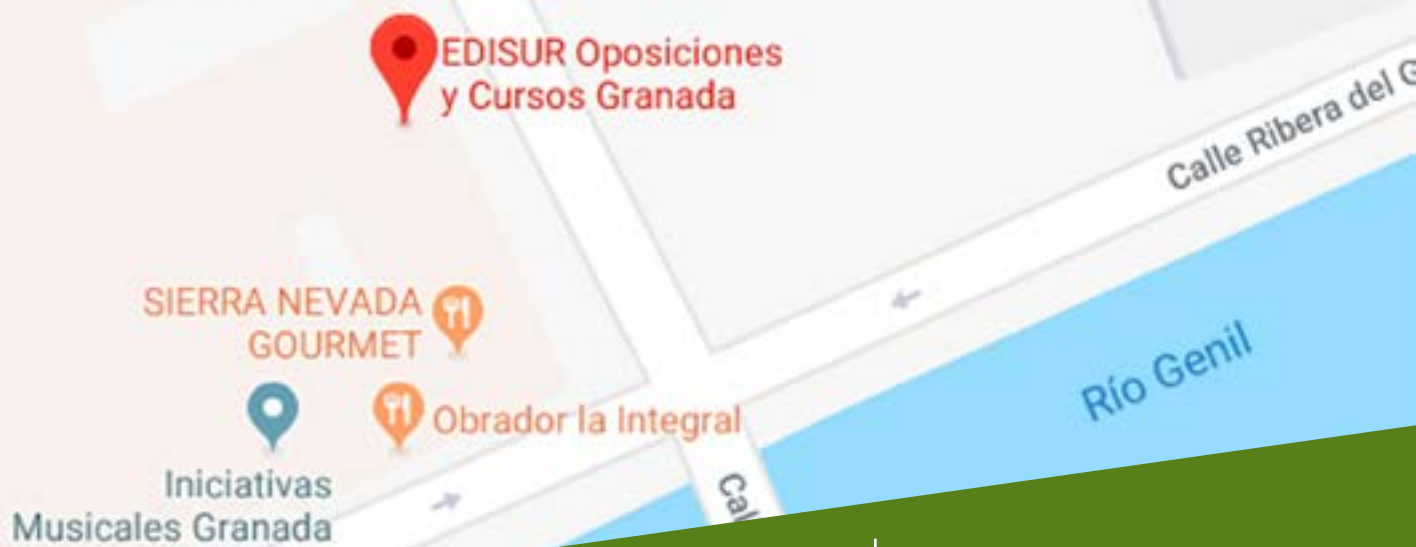 EDISUR Oposiciones
y Cursos Granada
Calle Ribera del G
SIERRA NEVADA
GOURMET
Río Genil
Obrador la Integral
Iniciativas
Musicales Granada
Cal